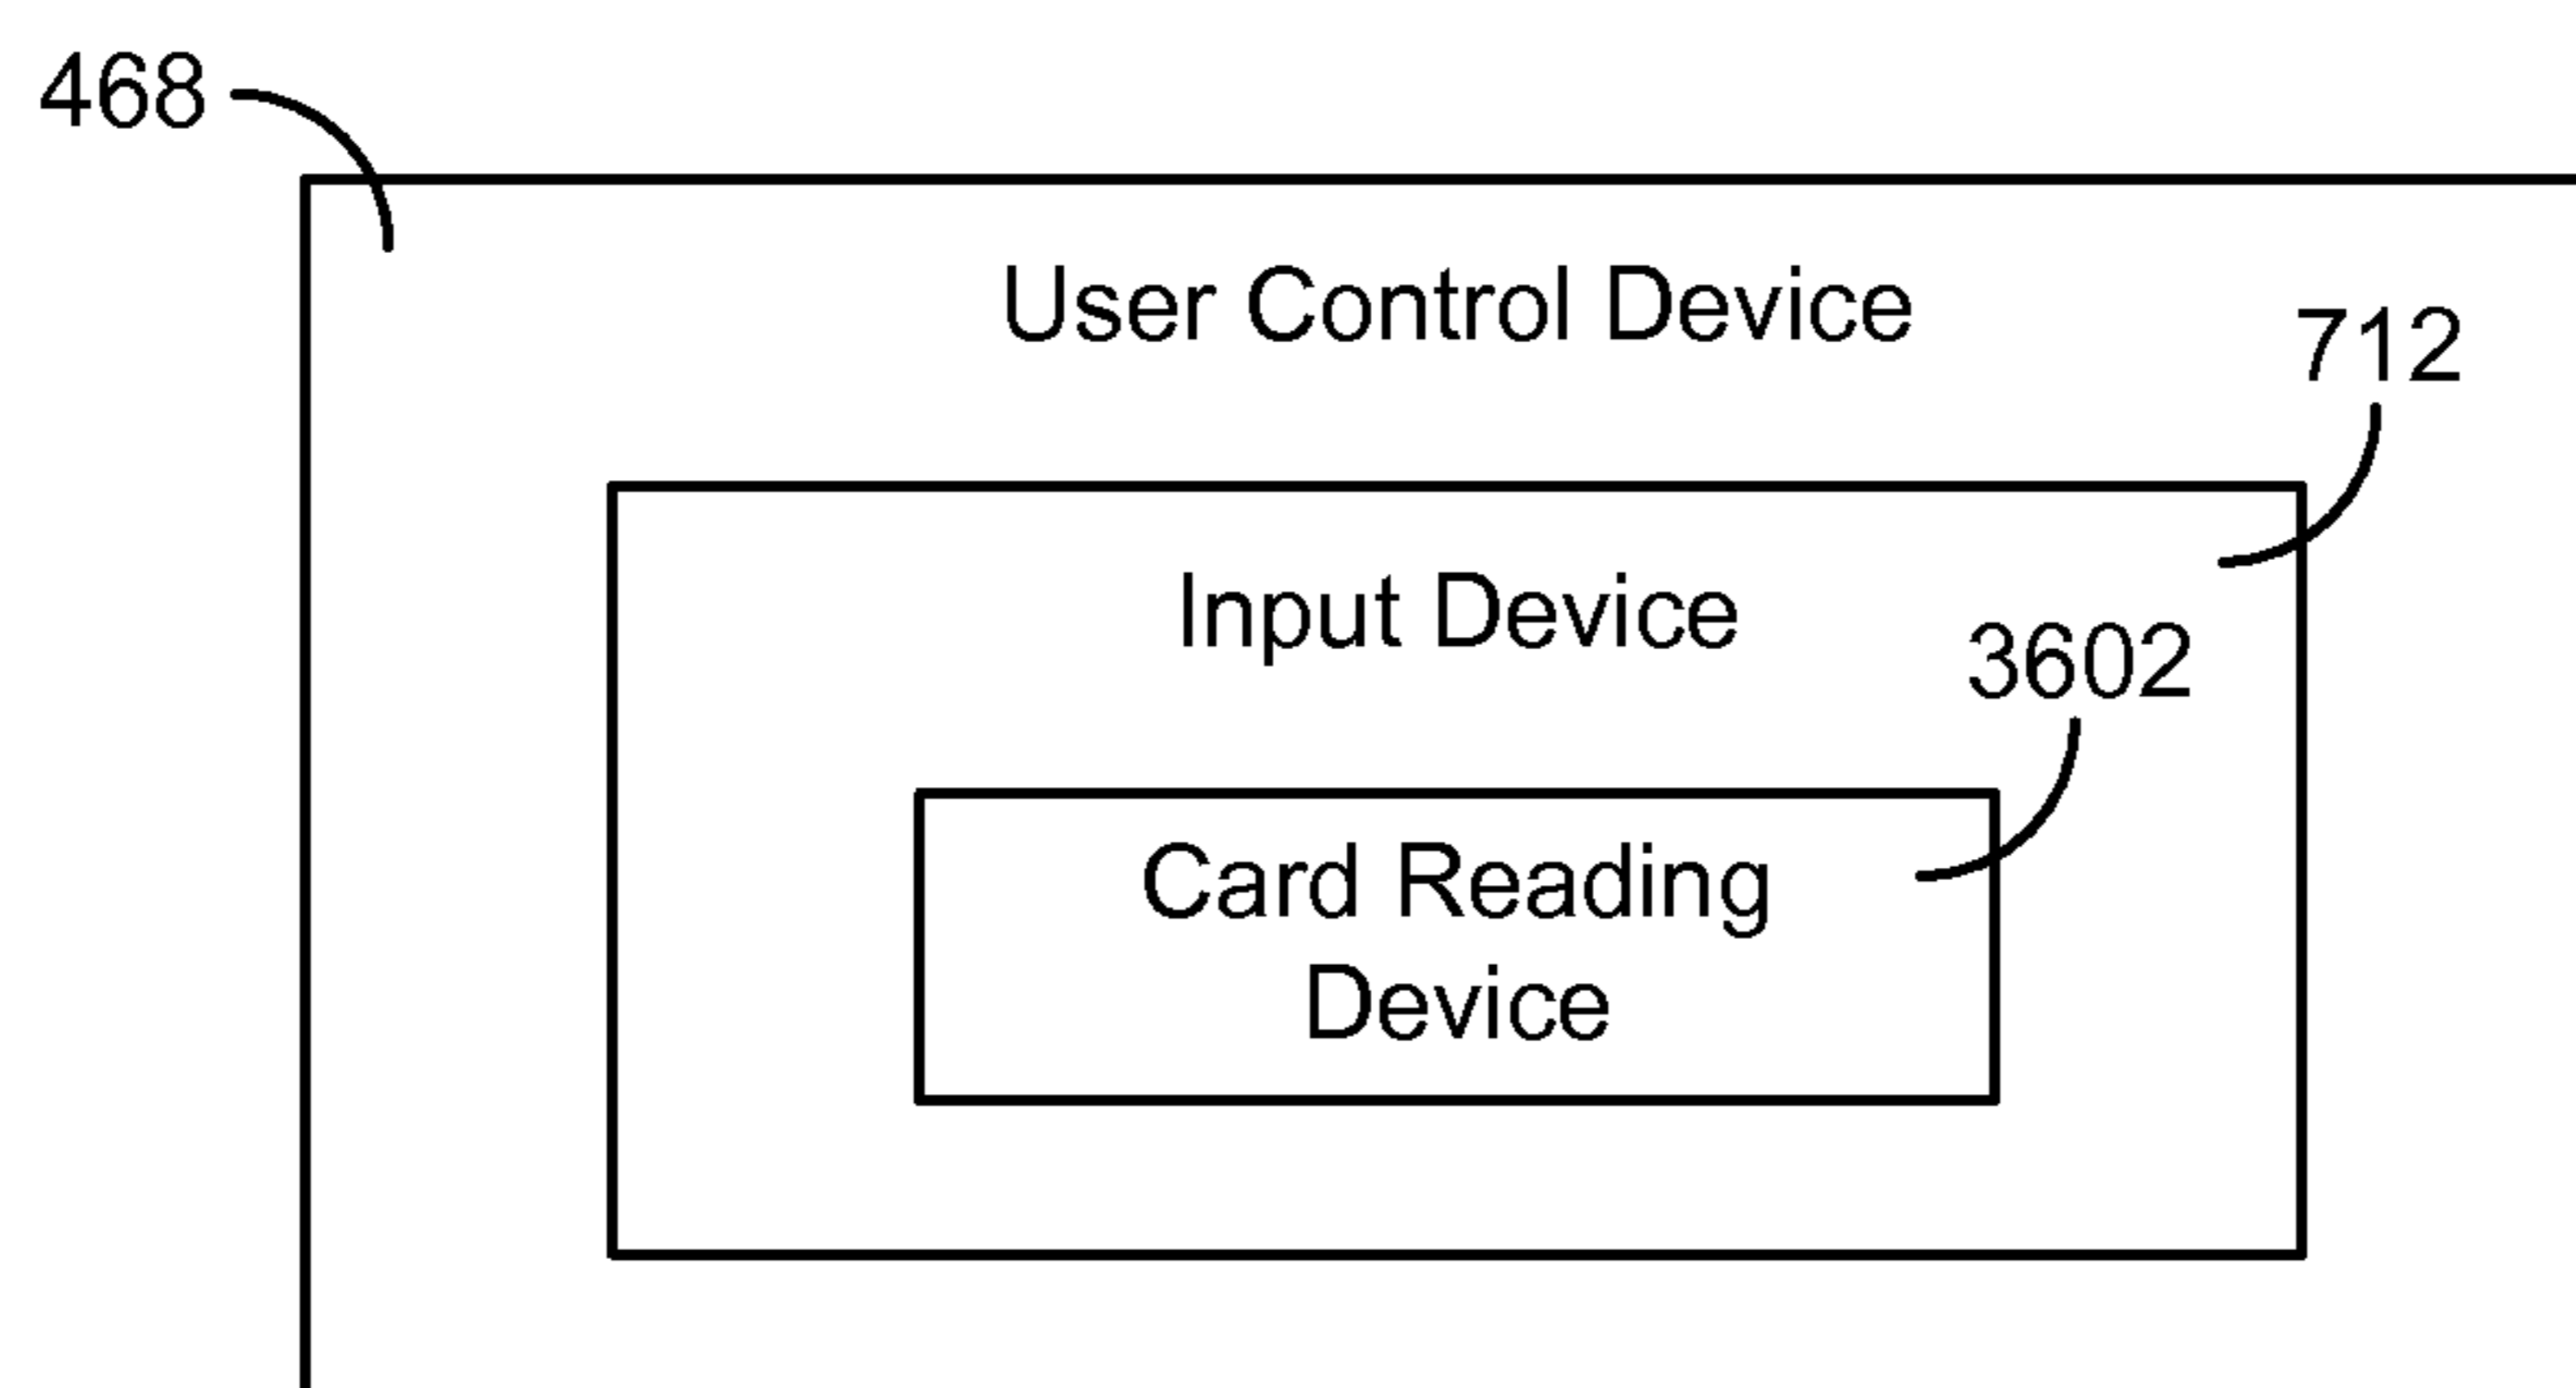 468
User Control Device
712
Input Device
3602
Card Reading
Device